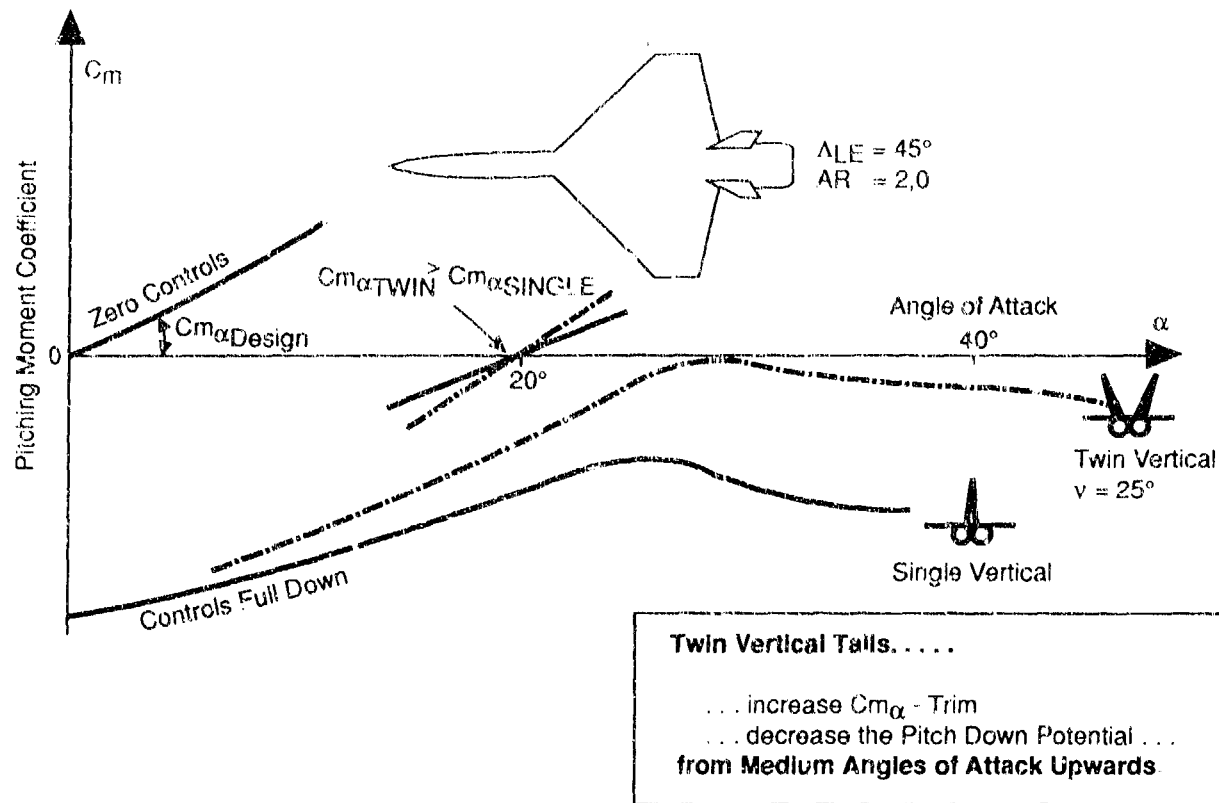 Cm
ΛLE = 45°
AR = 2,0
Pitching Moment Coefficient
Zero Controls
CmαDesign
CmαTWIN > CmαSINGLE
Angle of Attack
α
0
20°
40°
Twin Vertical
ν = 25°
Single Vertical
Controls Full Down
Twin Vertical Tails.....
... increase Cmα - Trim
... decrease the Pitch Down Potential ...
from Medium Angles of Attack Upwards